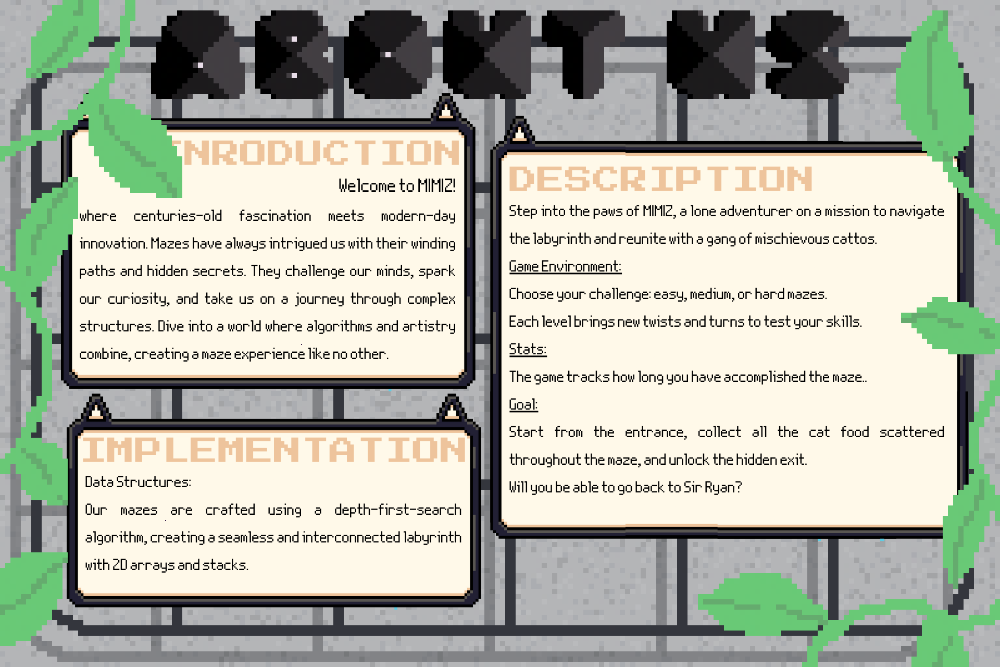 ABOUT US
INRODUCTION
Welcome to MIMIZ!
where centuries-old fascination meets modern-day
innovation. Mazes have always intrigued us with their winding
paths and hidden secrets. They challenge our minds, spark
our curiosity, and take us on a journey through complex
structures. Dive into a world where algorithms and artistry
combine, creating a maze experience like no other.
IMPLEMENTATION
Data Structures:
Our mazes are crafted using a depth-first-search
algorithm, creating a seamless and interconnected labyrinth
with 2D arrays and stacks.
DESCRIPTION
Step into the paws of MIMIZ, a lone adventurer on a mission to navigate
the labyrinth and reunite with a gang of mischievous cattos.
Game Environment:
Choose your challenge: easy, medium, or hard mazes.
Each level brings new twists and turns to test your skills.
Stats:
The game tracks how long you have accomplished the maze..
Goal:
Start from the entrance, collect all the cat food scattered
throughout the maze, and unlock the hidden exit.
Will you be able to go back to Sir Ryan?